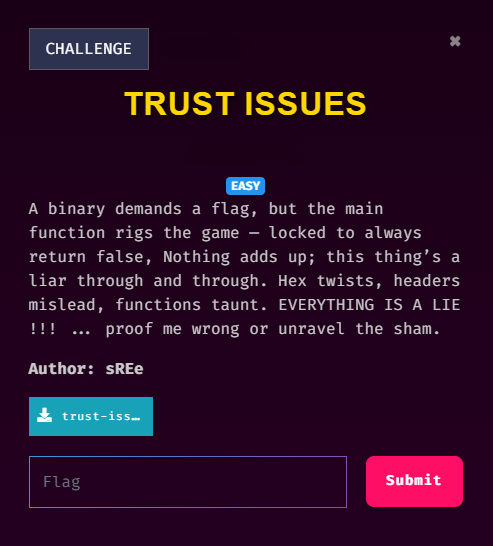 CHALLENGE
✖
TRUST ISSUES
EASY
A binary demands a flag, but the main
function rigs the game — locked to always
return false, Nothing adds up; this thing’s a
liar through and through. Hex twists, headers
mislead, functions taunt. EVERYTHING IS A LIE
!!! ... proof me wrong or unravel the sham.
Author: sREe
trust-iss…
Flag
Submit